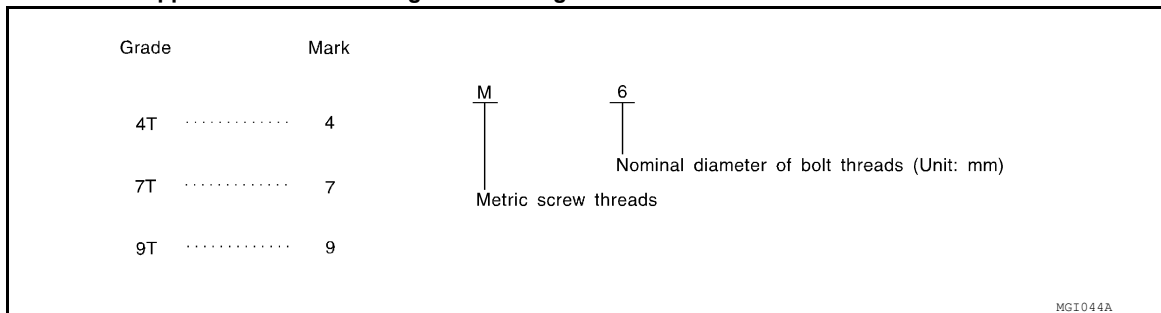 Grade Mark
M 6
4T ············· 4
Nominal diameter of bolt threads (Unit: mm)
7T ············· 7
Metric screw threads
9T ············· 9
MGI044A